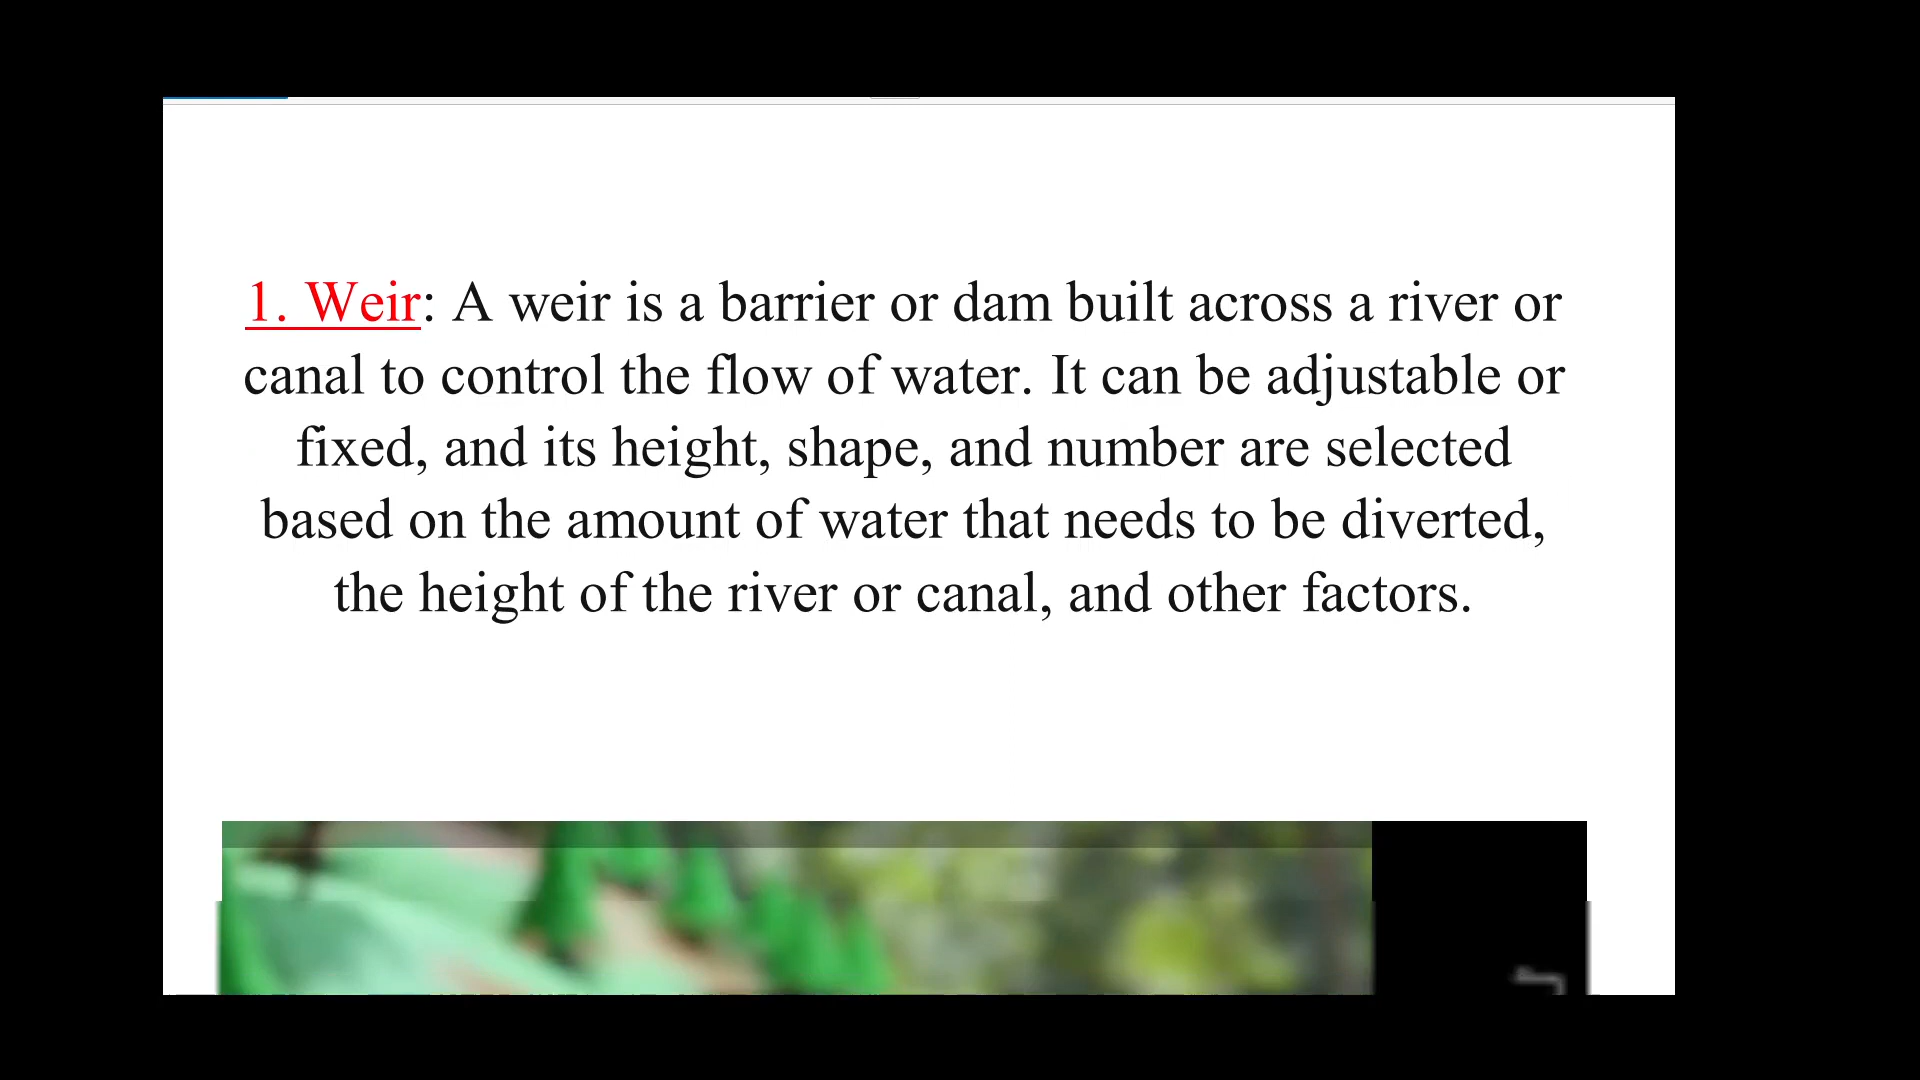 1. Weir: A weir is a barrier or dam built across a river or
canal to control the flow of water. It can be adjustable or
fixed, and its height, shape, and number are selected
based on the amount of water that needs to be diverted,
the height of the river or canal, and other factors.